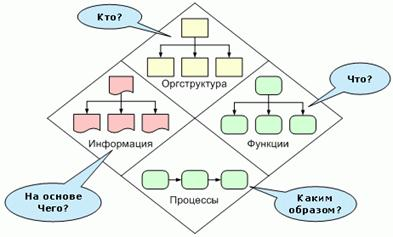 Кто?
Оргструктура
Что?
Информация
Функции
На основе
Чего?
Процессы
Каким
образом?